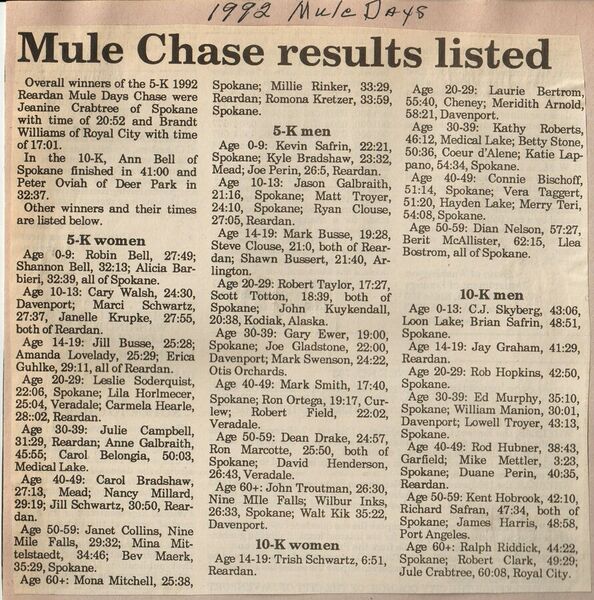 1992 Mule Days
Mule Chase results listed
Overall winners of the 5-K 1992
Reardan Mule Days Chase were
Jeanine Crabtree of Spokane
with time of 20:52 and Brandt
Williams of Royal City with time
of 17:01.
In the 10-K, Ann Bell of
Spokane finished in 41:00 and
Peter Oviah of Deer Park in
32:37.
Other winners and their times
are listed below.
5-K women
Age 0-9: Robin Bell, 27:49;
Shannon Bell, 32:13; Alicia Bar-
bieri, 32:39, all of Spokane.
Age 10-13: Cary Walsh, 24:30,
Davenport; Marci Schwartz,
27:37, Janelle Krupke, 27:55,
both of Reardan.
Age 14-19: Jill Busse, 25:28;
Amanda Lovelady, 25:29; Erica
Guhlke, 29:11, all of Reardan.
Age 20-29: Leslie Soderquist,
22:06, Spokane; Lila Horlmecer,
25:04, Veradale; Carmela Hearle,
28:02, Reardan.
Age 30-39: Julie Campbell,
31:29, Reardan; Anne Galbraith,
45:55; Carol Belongia, 50:03,
Medical Lake.
Age 40-49: Carol Bradshaw,
27:13, Mead; Nancy Millard,
29:19; Jill Schwartz, 30:50, Rear-
dan.
Age 50-59: Janet Collins, Nine
Mile Falls, 29:32; Mina Mit-
telstaedt, 34:46; Bev Maerk,
35:29, Spokane.
Age 60+: Mona Mitchell, 25:38,
Spokane; Millie Rinker, 33:29,
Reardan; Romona Kretzer, 33:59,
Spokane.
5-K men
Age 0-9: Kevin Safrin, 22:21,
Spokane; Kyle Bradshaw, 23:32,
Mead; Joe Perin, 26:5, Reardan.
Age 10-13: Jason Galbraith,
21:16, Spokane; Matt Troyer,
24:10, Spokane; Ryan Clouse,
27:05, Reardan.
Age 14-19: Mark Busse, 19:28,
Steve Clouse, 21:0, both of Rear-
dan; Shawn Bussert, 21:40, Ar-
lington.
Age 20-29: Robert Taylor, 17:27,
Scott Totton, 18:39, both of
Spokane; John Kuykendall,
20:38, Kodiak, Alaska.
Age 30-39: Gary Ewer, 19:00,
Spokane; Joe Gladstone, 22:00,
Davenport; Mark Swenson, 24:22,
Otis Orchards.
Age 40-49: Mark Smith, 17:40,
Spokane; Ron Ortega, 19:17, Cur-
lew; Robert Field, 22:02,
Veradale.
Age 50-59: Dean Drake, 24:57,
Ron Marcotte, 25:50, both of
Spokane; David Henderson,
26:43, Veradale.
Age 60+: John Troutman, 26:30,
Nine MIle Falls; Wilbur Inks,
26:33, Spokane; Walt Kik 35:22,
Davenport.
10-K women
Age 14-19: Trish Schwartz, 6:51,
Reardan.
Age 20-29: Laurie Bertrom,
55:40, Cheney; Meridith Arnold,
58:21, Davenport.
Age 30-39: Kathy Roberts,
46:12, Medical Lake; Betty Stone,
50:36, Coeur d'Alene; Katie Lap-
pano, 54:34, Spokane.
Age 40-49: Connie Bischoff,
51:14, Spokane; Vera Taggert,
51:20, Hayden Lake; Merry Teri,
54:08, Spokane.
Age 50-59: Dian Nelson, 57:27,
Berit McAllister, 62:15, Llea
Bostrom, all of Spokane.
10-K men
Age 0-13: C.J. Skyberg, 43:06,
Loon Lake; Brian Safrin, 48:51,
Spokane.
Age 14-19: Jay Graham, 41:29,
Reardan.
Age 20-29: Rob Hopkins, 42:50,
Spokane.
Age 30-39: Ed Murphy, 35:10,
Spokane; William Manion, 30:01,
Davenport; Lowell Troyer, 43:13,
Spokane.
Age 40-49: Rod Hubner, 38:43,
Garfield; Mike Mettler, 3:23,
Spokane; Duane Perin, 40:35,
Reardan.
Age 50-59: Kent Hobrook, 42:10,
Richard Safran, 47:34, both of
Spokane; James Harris, 48:58,
Port Angeles.
Age 60+: Ralph Riddick, 44:22,
Spokane; Robert Clark, 49:29;
Jule Crabtree, 60:08, Royal City.